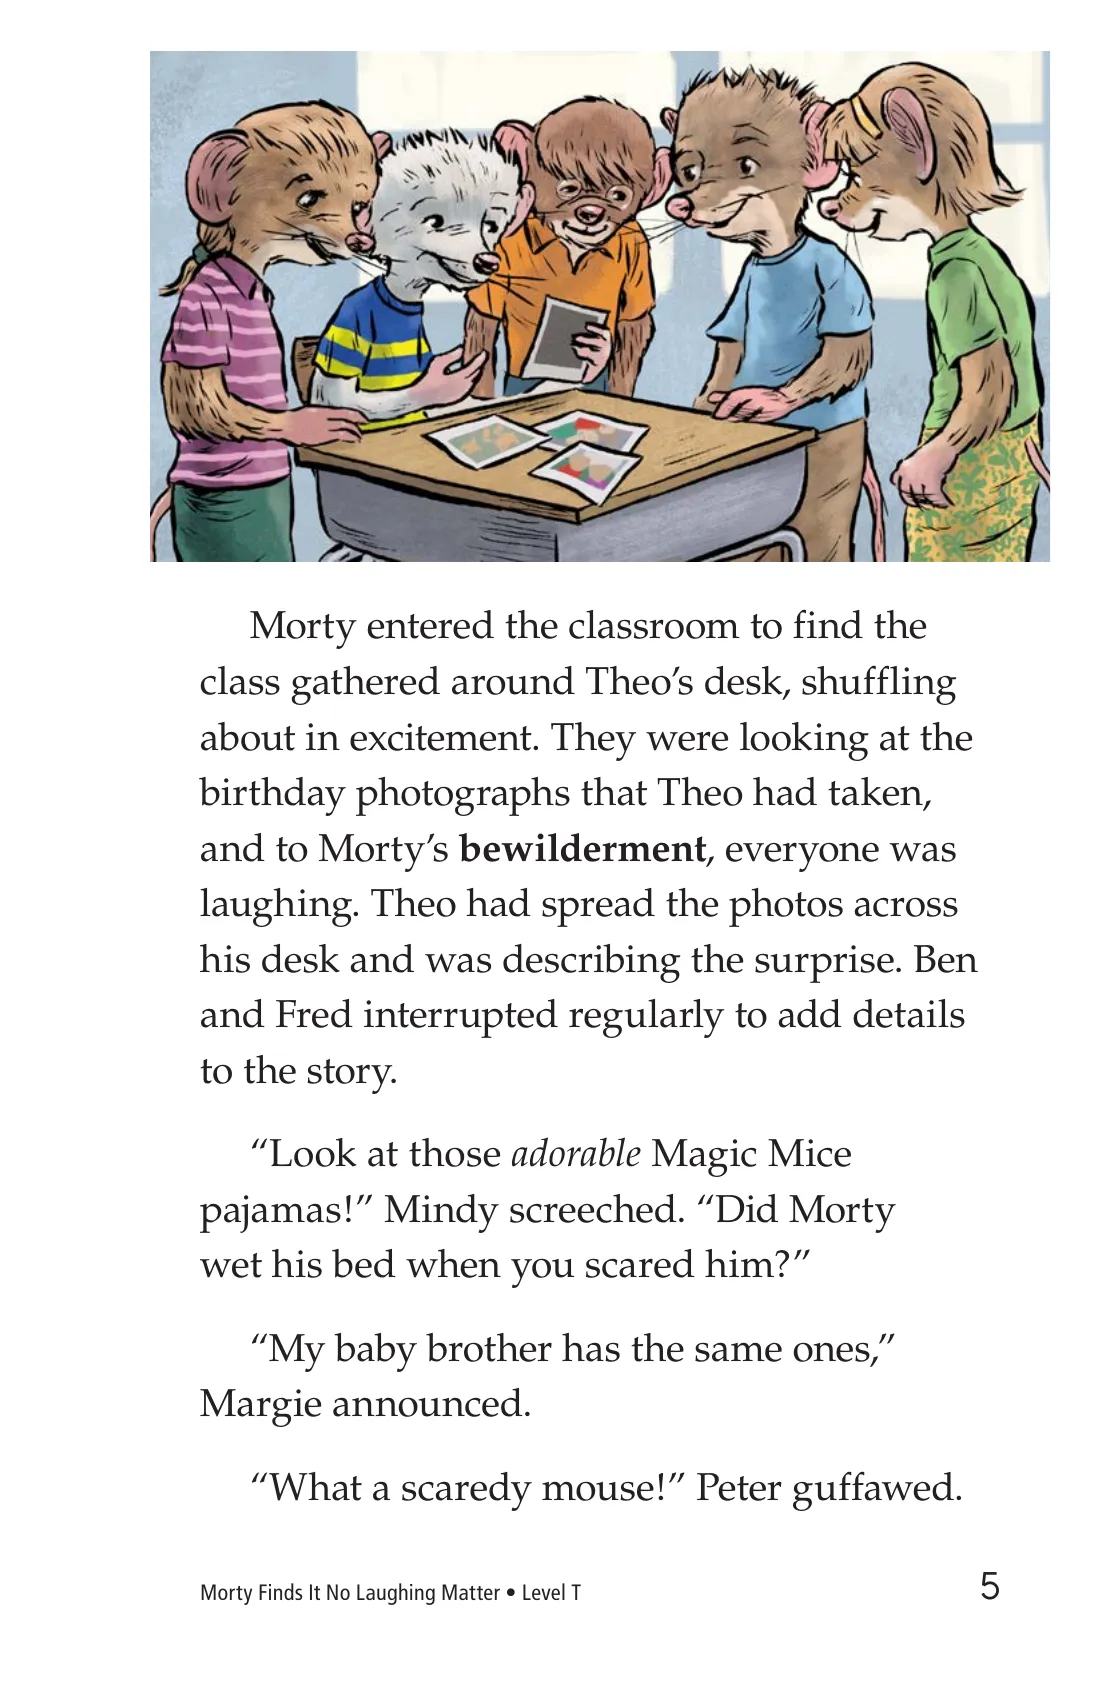 Morty entered the classroom to find the
class gathered around Theo’s desk, shuffling
about in excitement. They were looking at the
birthday photographs that Theo had taken,
and to Morty’s bewilderment, everyone was
laughing. Theo had spread the photos across
his desk and was describing the surprise. Ben
and Fred interrupted regularly to add details
to the story.
“Look at those adorable Magic Mice
pajamas!” Mindy screeched. “Did Morty
wet his bed when you scared him?”
“My baby brother has the same ones,”
Margie announced.
“What a scaredy mouse!” Peter guffawed.
Morty Finds It No Laughing Matter • Level T
5